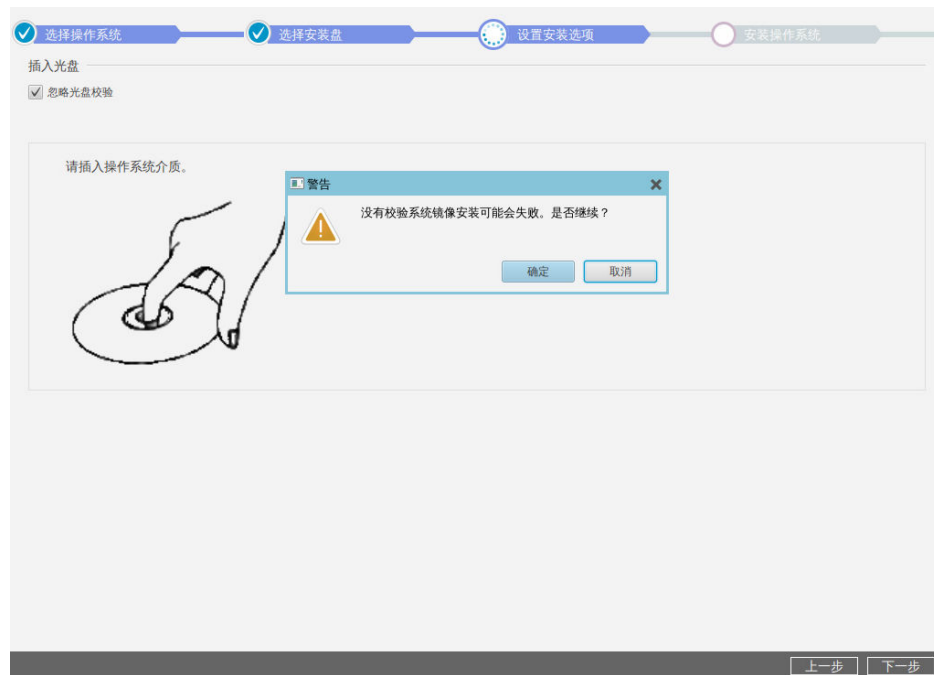 选择操作系统
选择安装盘
设置安装选项
安装操作系统
插入光盘
忽略光盘校验
请插入操作系统介质。
警告
没有校验系统镜像安装可能会失败。是否继续？
确定
取消
上一步
下一步